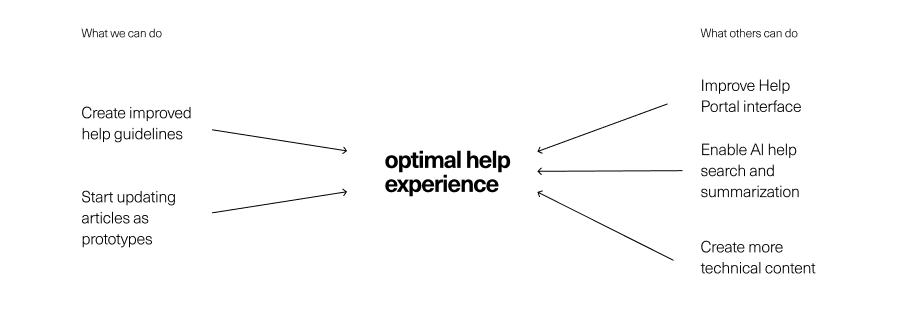 What we can do
What others can do
Create improved
help guidelines
Start updating
articles as
prototypes
optimal help
experience
Improve Help
Portal interface
Enable AI help
search and
summarization
Create more
technical content